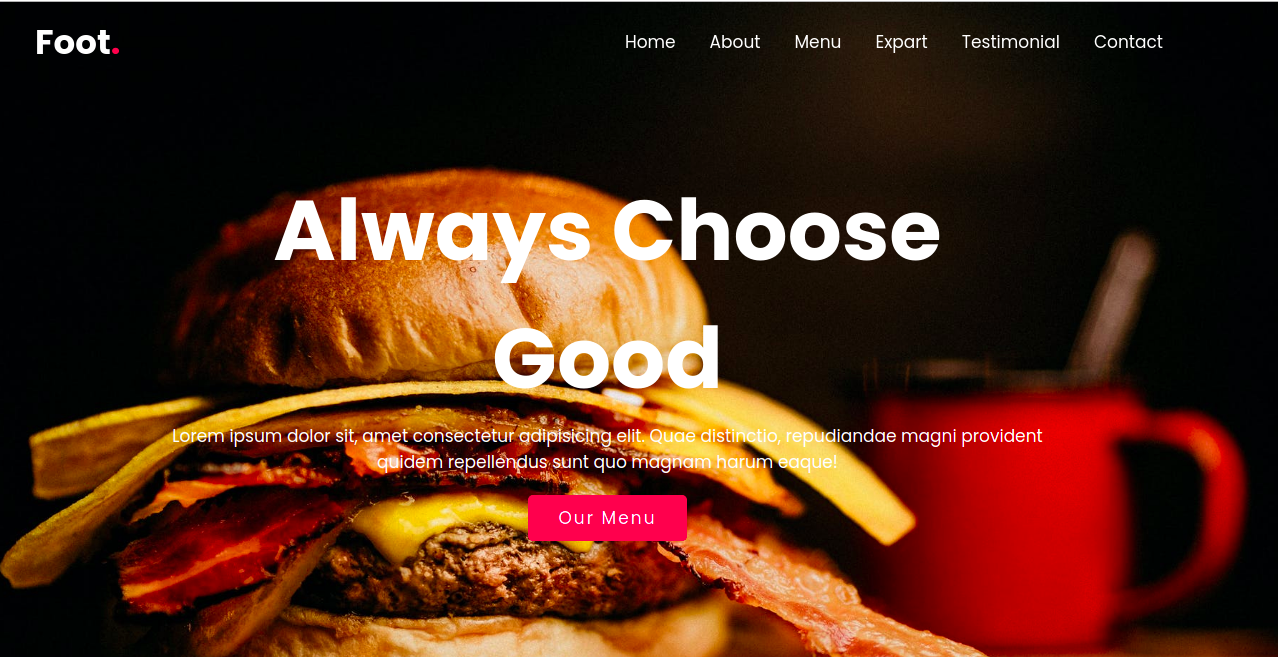 Foot.
Home About Menu Expart Testimonial Contact
Always Choose
Good
Lorem ipsum dolor sit, amet consectetur adipisicing elit. Quae distinctio, repudiandae magni provident
quidem repellendus sunt quo magnam harum eaque!
Our Menu